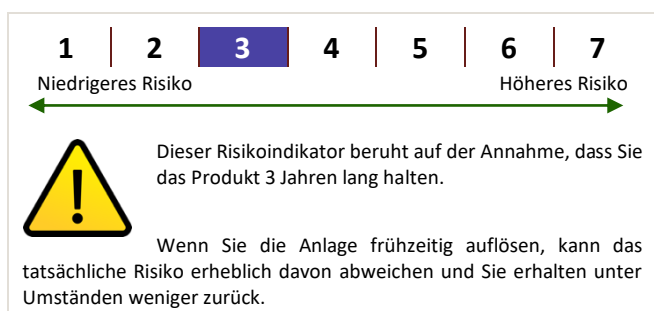 1 2 3 4 5 6 7
Niedrigeres Risiko Höheres Risiko
Dieser Risikoindikator beruht auf der Annahme, dass Sie
das Produkt 3 Jahren lang halten.
Wenn Sie die Anlage frühzeitig auflösen, kann das
tatsächliche Risiko erheblich davon abweichen und Sie erhalten unter
Umständen weniger zurück.